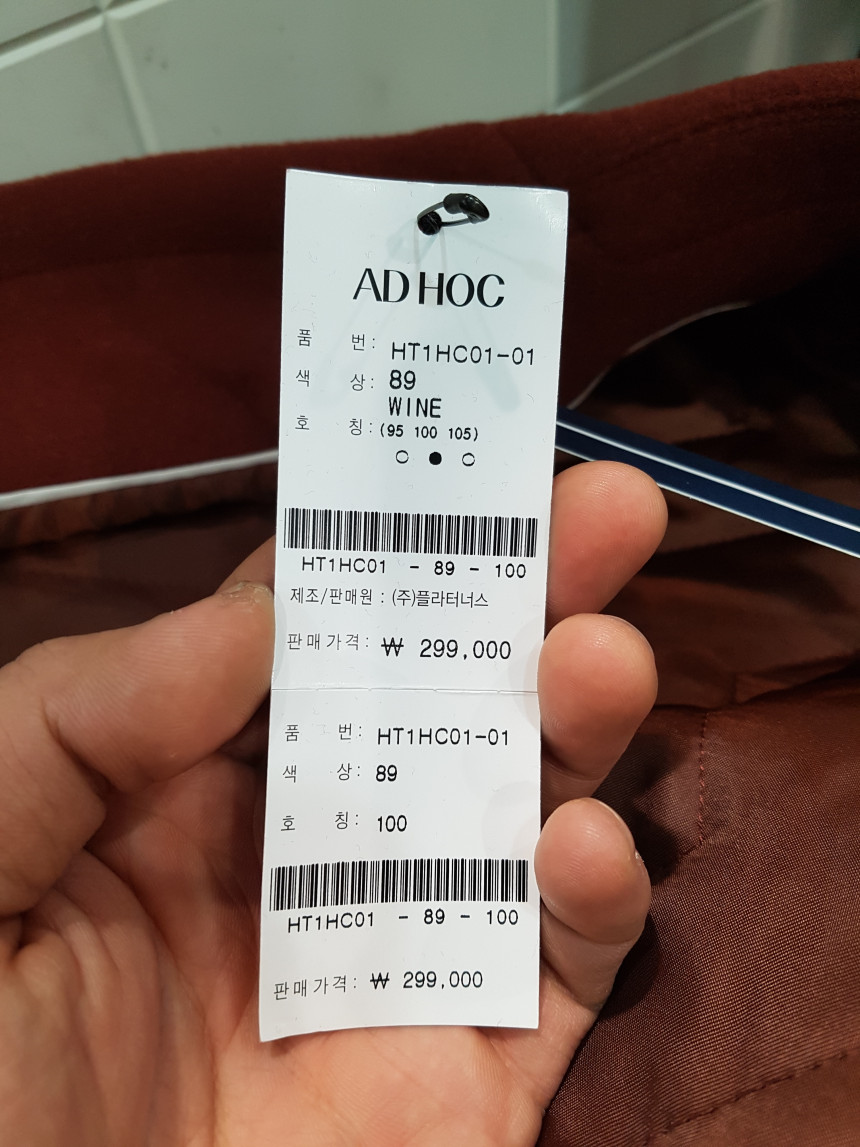 AD HOC
품 번: HT1HC01-01
색 상: 89
WINE
호 칭: (95 100 105)
○ ● ○
HT1HC01 - 89 - 100
제조/판매원 : (주)플라터너스
판매가격: ₩ 299,000
품 번: HT1HC01-01
색 상: 89
호 칭: 100
HT1HC01 - 89 - 100
판매가격: ₩ 299,000